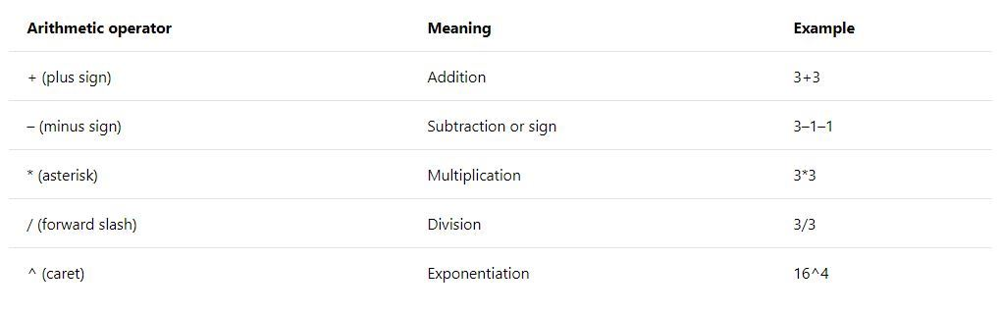 Arithmetic operator Meaning Example
+ (plus sign) Addition 3+3
– (minus sign) Subtraction or sign 3–1–1
* (asterisk) Multiplication 3*3
/ (forward slash) Division 3/3
^ (caret) Exponentiation 16^4